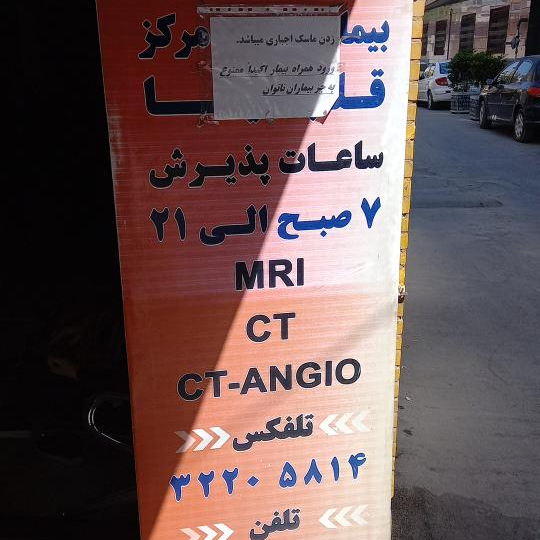 مرکز
زدن ماسک اجباری میباشد.
ورود همراه بیمار اکیدا ممنوع
به جز بیماران ناتوان
ساعات پذیرش
۷ صبح الی ۲۱
MRI
CT
CT-ANGIO
تلفکس
۳۲۲۰ ۵۸۱۴
تلفن